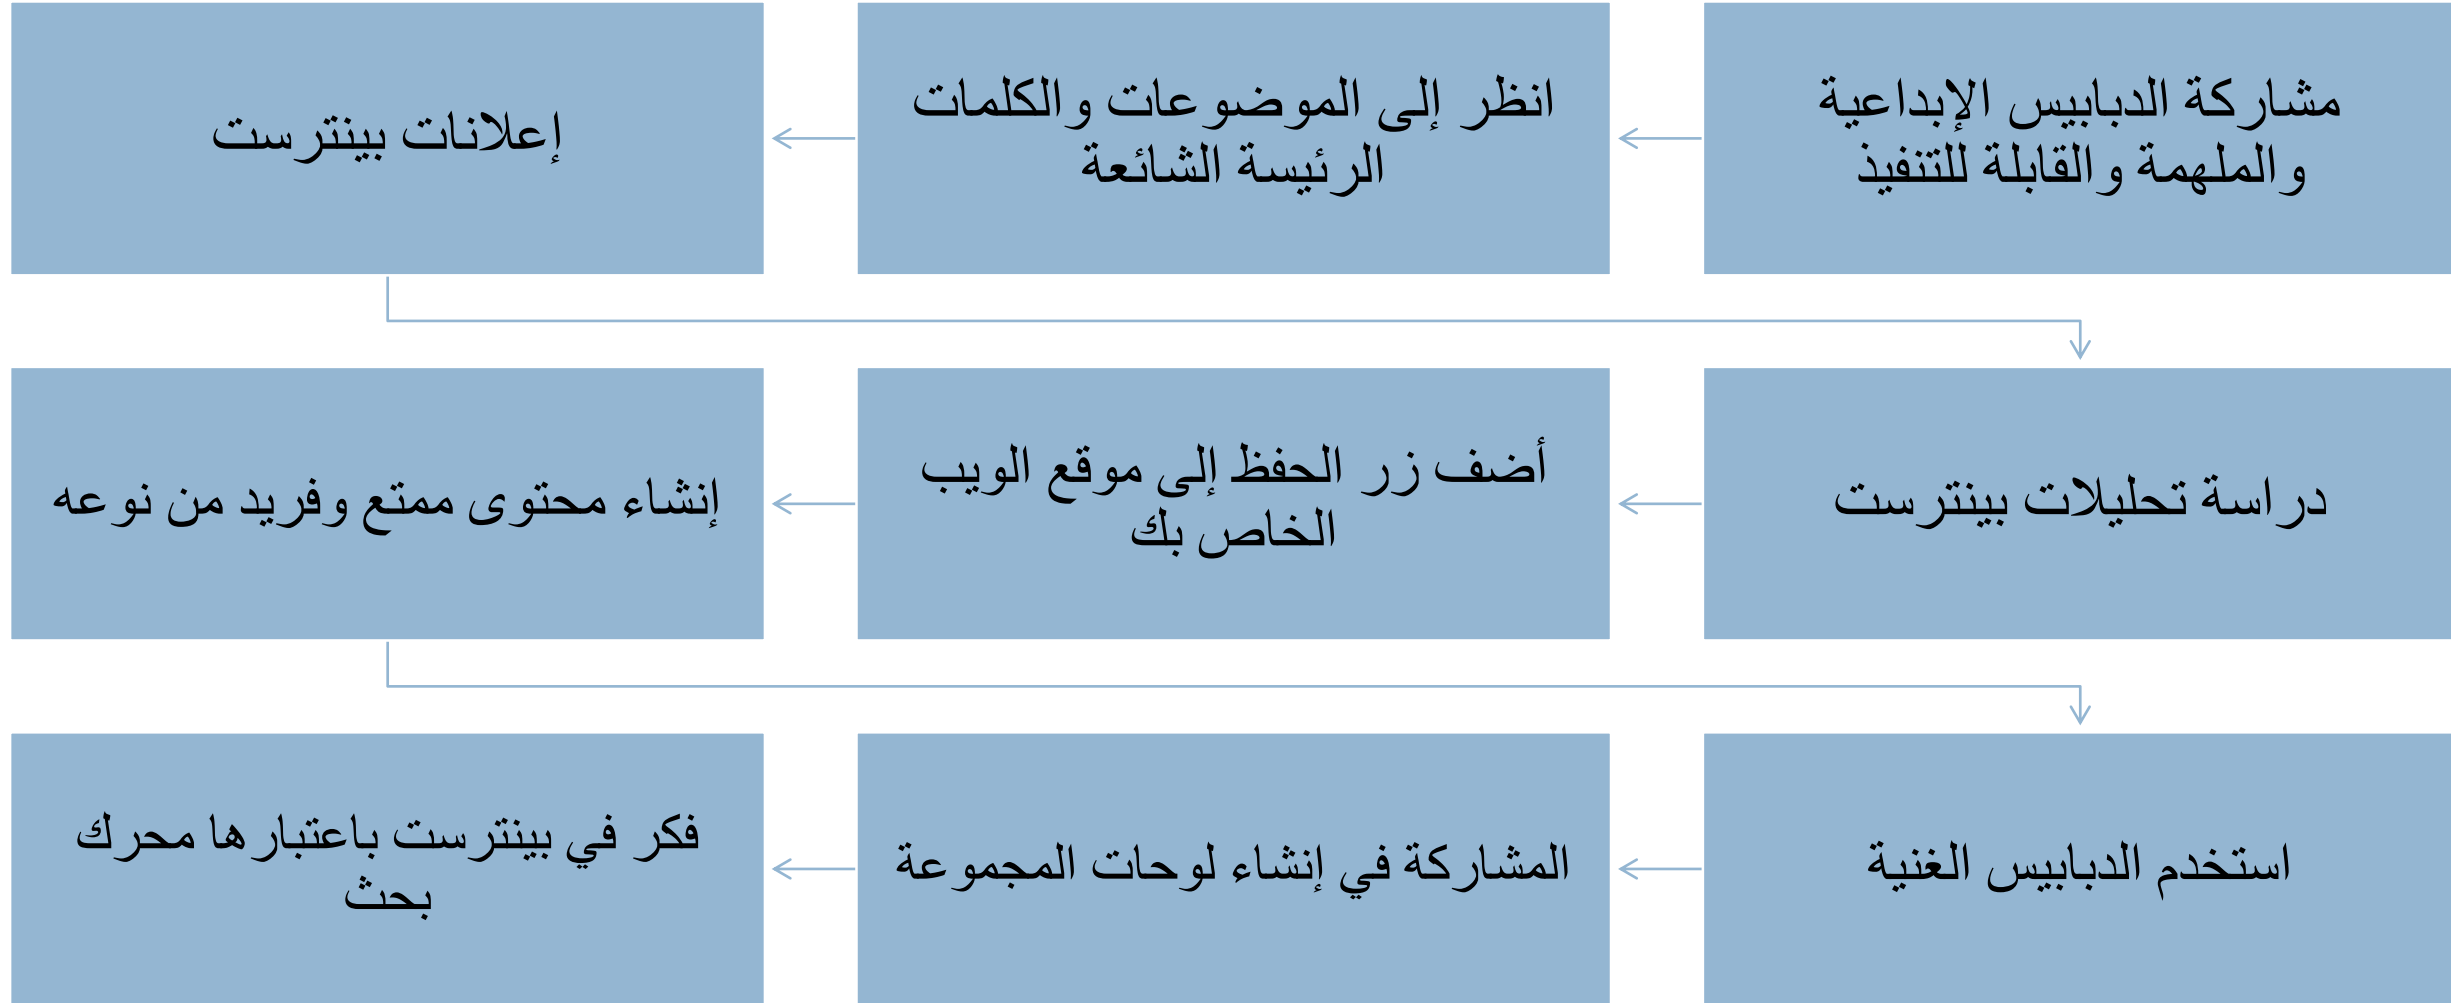 مشاركة الدبابيس الإبداعية
والملهمة والقابلة للتنفيذ
انظر إلى الموضوعات والكلمات
الرئيسة الشائعة
إعلانات بينترست
دراسة تحليلات بينترست
أضف زر الحفظ إلى موقع الويب
الخاص بك
إنشاء محتوى ممتع وفريد من نوعه
استخدم الدبابيس الغنية
المشاركة في إنشاء لوحات المجموعة
فكر في بينترست باعتبارها محرك
بحث